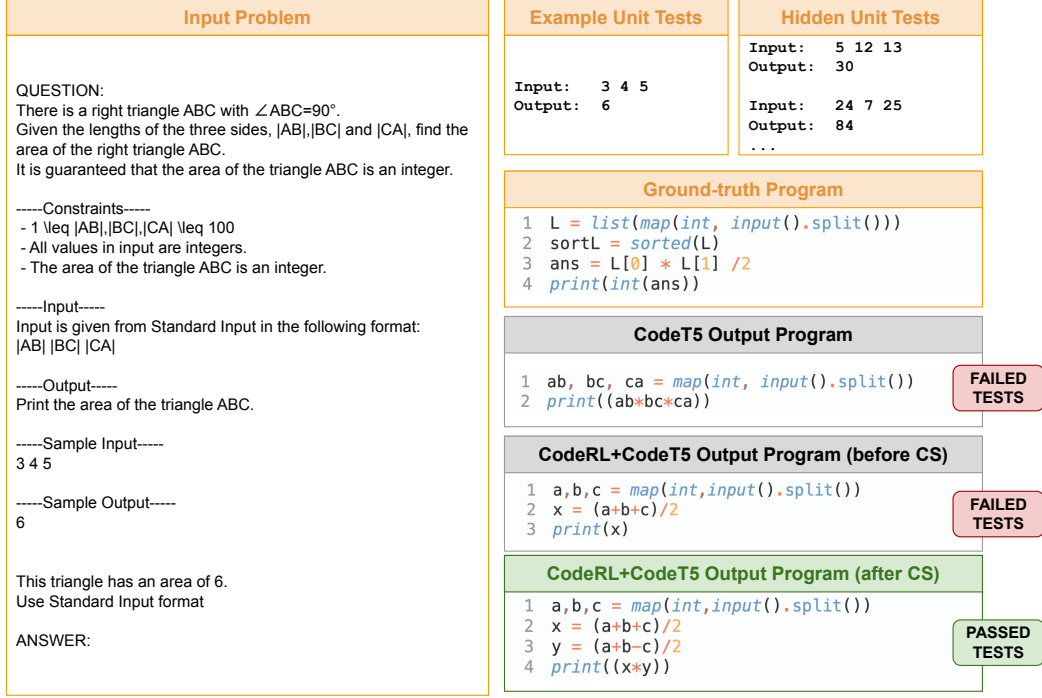 Input Problem
QUESTION:
There is a right triangle ABC with ∠ABC=90°.
Given the lengths of the three sides, |AB|,|BC| and |CA|, find the
area of the right triangle ABC.
It is guaranteed that the area of the triangle ABC is an integer.
-----Constraints-----
- 1 \leq |AB|,|BC|,|CA| \leq 100
- All values in input are integers.
- The area of the triangle ABC is an integer.
-----Input-----
Input is given from Standard Input in the following format:
|AB| |BC| |CA|
-----Output-----
Print the area of the triangle ABC.
-----Sample Input-----
3 4 5
-----Sample Output-----
6
This triangle has an area of 6.
Use Standard Input format
ANSWER:
Example Unit Tests
Input: 3 4 5
Output: 6
Hidden Unit Tests
Input: 5 12 13
Output: 30
Input: 24 7 25
Output: 84
...
Ground-truth Program
1 L = list(map(int, input().split()))
2 sortL = sorted(L)
3 ans = L[0] * L[1] /2
4 print(int(ans))
CodeT5 Output Program
1 ab, bc, ca = map(int, input().split())
2 print((ab*bc*ca))
FAILED
TESTS
CodeRL+CodeT5 Output Program (before CS)
1 a,b,c = map(int,input().split())
2 x = (a+b+c)/2
3 print(x)
FAILED
TESTS
CodeRL+CodeT5 Output Program (after CS)
1 a,b,c = map(int,input().split())
2 x = (a+b+c)/2
3 y = (a+b-c)/2
4 print((x*y))
PASSED
TESTS